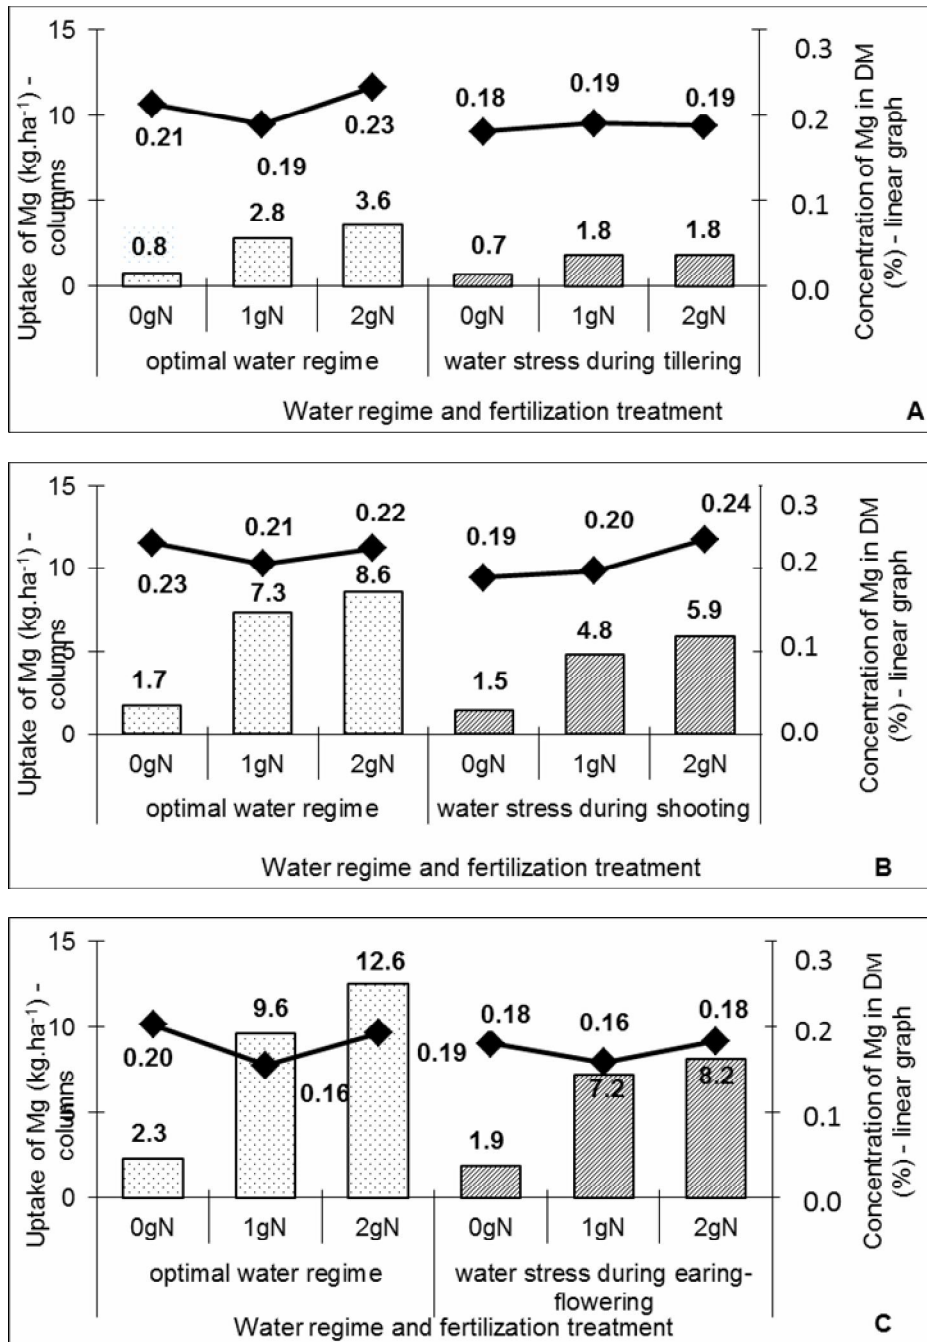 Uptake of Mg (kg.ha⁻¹) -
columms
15
10
5
0
0.21
0.19
0.23
0.18
0.19
0.19
0.8
2.8
3.6
0.7
1.8
1.8
0.3
0.2
0.1
0.0
Concentration of Mg in DM
(%) - linear graph
0gN 1gN 2gN 0gN 1gN 2gN
optimal water regime water stress during tillering
Water regime and fertilization treatment
A
Uptake of Mg (kg.ha⁻¹) -
columns
15
10
5
0
0.23
0.21
0.22
0.19
0.20
0.24
1.7
7.3
8.6
1.5
4.8
5.9
0.3
0.2
0.1
0.0
Concentration of Mg in DM
(%) - linear graph
0gN 1gN 2gN 0gN 1gN 2gN
optimal water regime water stress during shooting
Water regime and fertilization treatment
B
Uptake of Mg (kg.ha⁻¹) -
columns
15
10
5
0
0.20
0.16
0.19
0.18
0.16
0.18
2.3
9.6
12.6
1.9
7.2
8.2
0.3
0.2
0.1
0.0
Concentration of Mg in DM
(%) - linear graph
0gN 1gN 2gN 0gN 1gN 2gN
optimal water regime water stress during earing-
flowering
Water regime and fertilization treatment
C